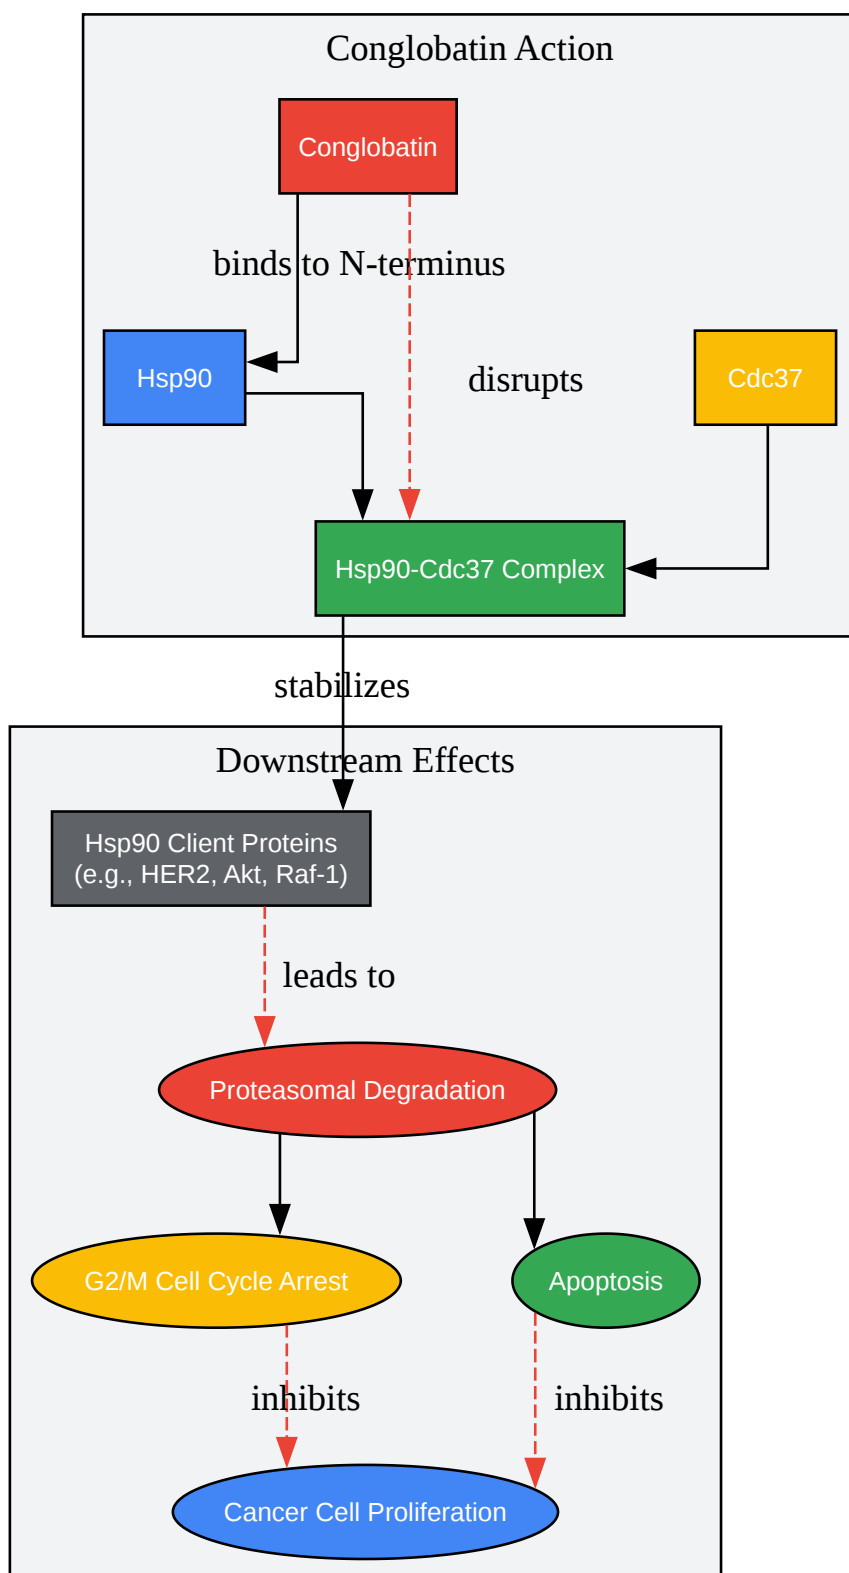 Conglobatin Action
Conglobatin
binds to N-terminus
Hsp90
disrupts
Cdc37
Hsp90-Cdc37 Complex
stabilizes
Downstream Effects
Hsp90 Client Proteins
(e.g., HER2, Akt, Raf-1)
leads to
Proteasomal Degradation
G2/M Cell Cycle Arrest
Apoptosis
inhibits
inhibits
Cancer Cell Proliferation